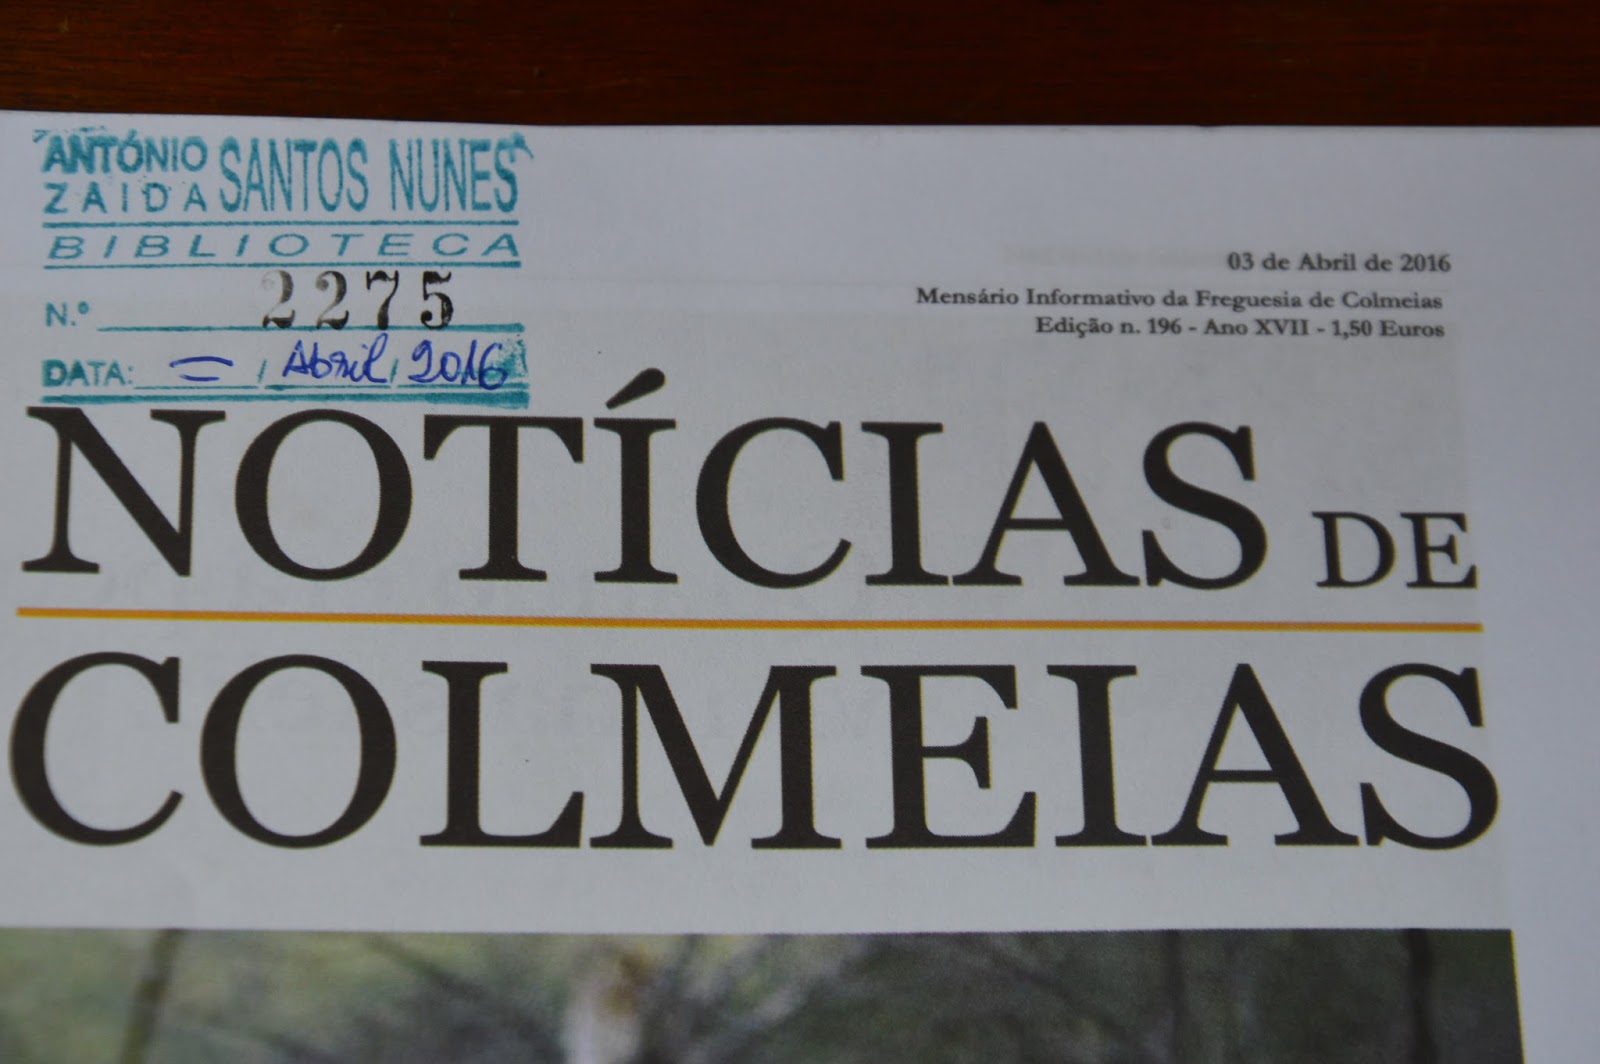 ANTÓNIO SANTOS NUNES
ZAIDA
BIBLIOTECA
N.º 2275
DATA: = / Abril / 2016
03 de Abril de 2016
Mensário Informativo da Freguesia de Colmeias
Edição n. 196 - Ano XVII - 1,50 Euros
NOTÍCIAS DE
COLMEIAS